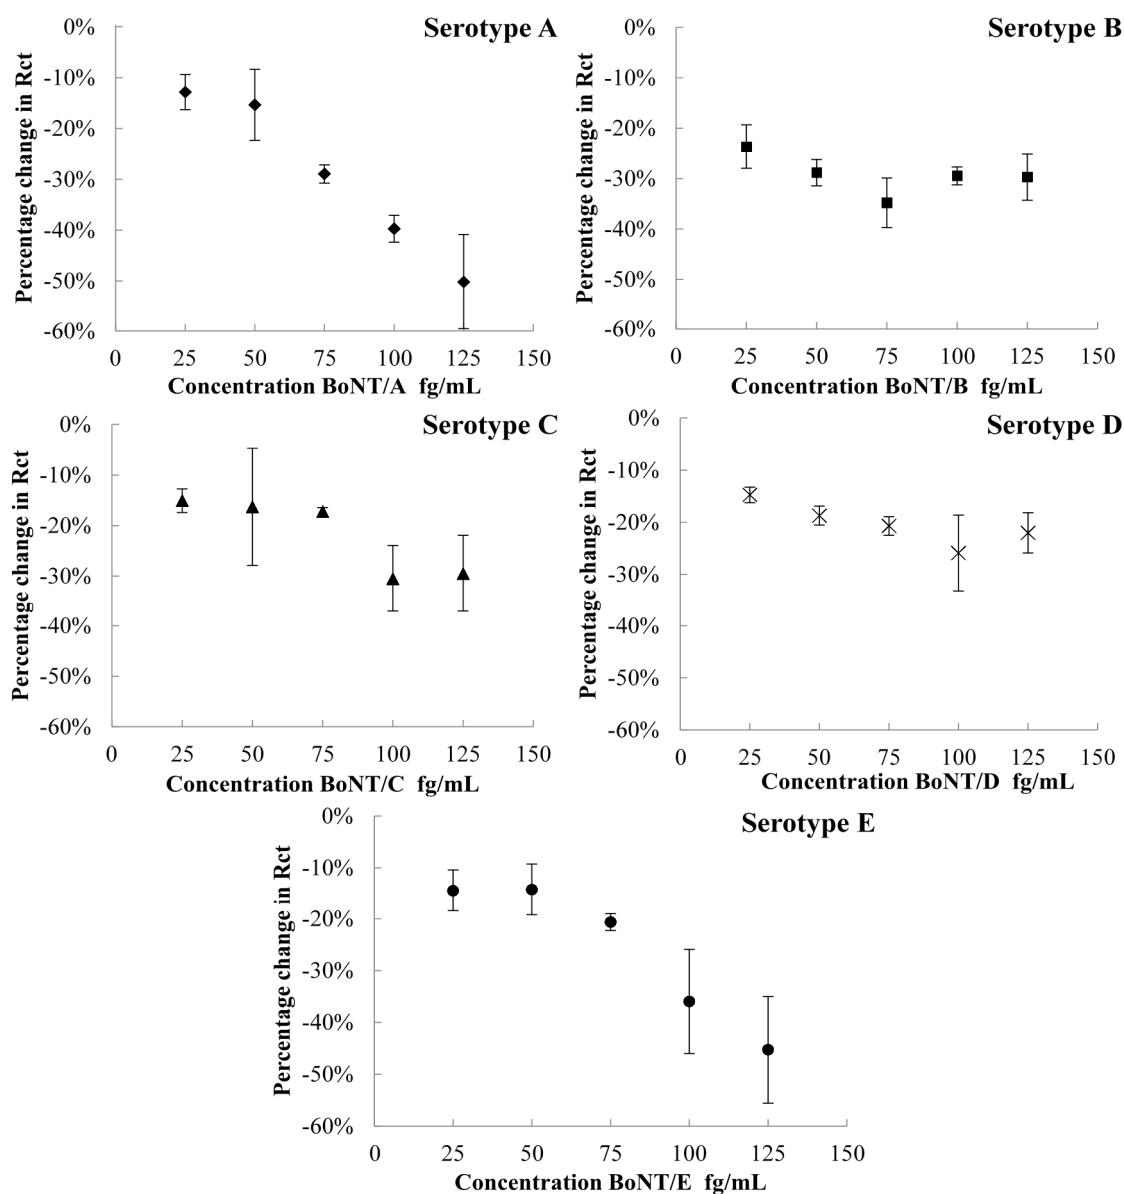 Serotype A
Percentage change in Rct
0%
-10%
-20%
-30%
-40%
-50%
-60%
0 25 50 75 100 125 150
Concentration BoNT/A fg/mL
Serotype B
Percentage change in Rct
0%
-10%
-20%
-30%
-40%
-50%
-60%
0 25 50 75 100 125 150
Concentration BoNT/B fg/mL
Serotype C
Percentage change in Rct
0%
-10%
-20%
-30%
-40%
-50%
-60%
0 25 50 75 100 125 150
Concentration BoNT/C fg/mL
Serotype D
Percentage change in Rct
0%
-10%
-20%
-30%
-40%
-50%
-60%
0 25 50 75 100 125 150
Concentration BoNT/D fg/mL
Serotype E
Percentage change in Rct
0%
-10%
-20%
-30%
-40%
-50%
-60%
0 25 50 75 100 125 150
Concentration BoNT/E fg/mL